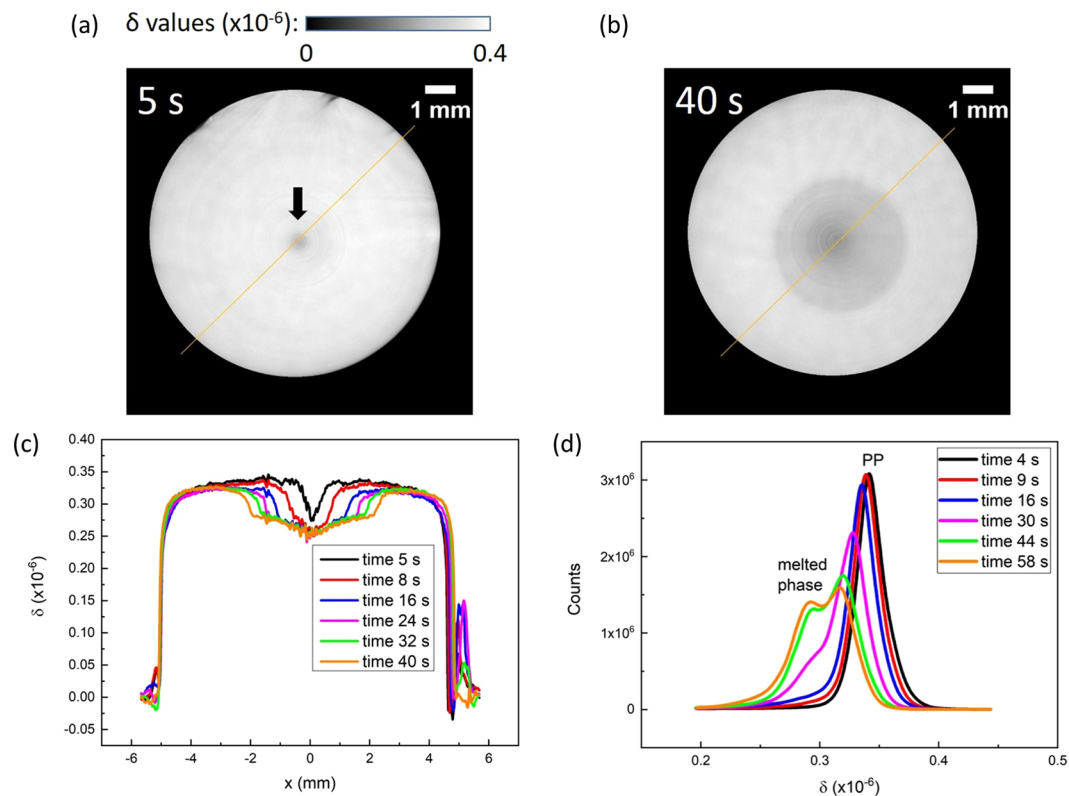 (a)
δ values (x10⁻⁶):
0 0.4
5 s
1 mm
(b)
40 s
1 mm
(c)
0.40
0.35
0.30
0.25
0.20
0.15
0.10
0.05
0.00
-0.05
δ (x10⁻⁶)
-6 -4 -2 0 2 4 6
x (mm)
time 5 s
time 8 s
time 16 s
time 24 s
time 32 s
time 40 s
(d)
PP
melted
phase
3x10⁶
2x10⁶
1x10⁶
0
Counts
0.2 0.3 0.4 0.5
δ (x10⁻⁶)
time 4 s
time 9 s
time 16 s
time 30 s
time 44 s
time 58 s